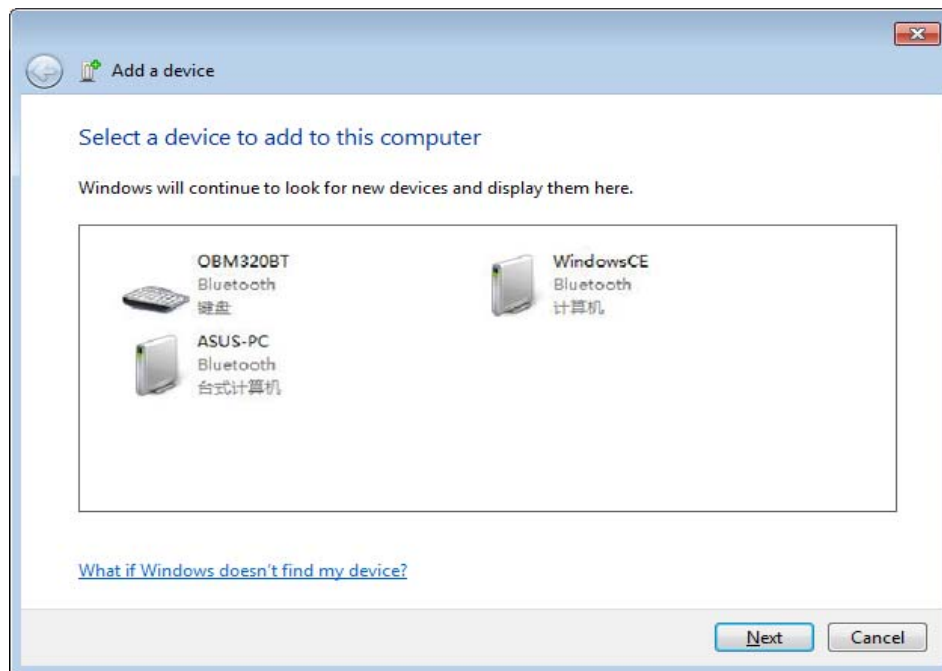 Add a device
Select a device to add to this computer
Windows will continue to look for new devices and display them here.
OBM320BT
Bluetooth
键盘
WindowsCE
Bluetooth
计算机
ASUS-PC
Bluetooth
台式计算机
What if Windows doesn't find my device?
Next
Cancel